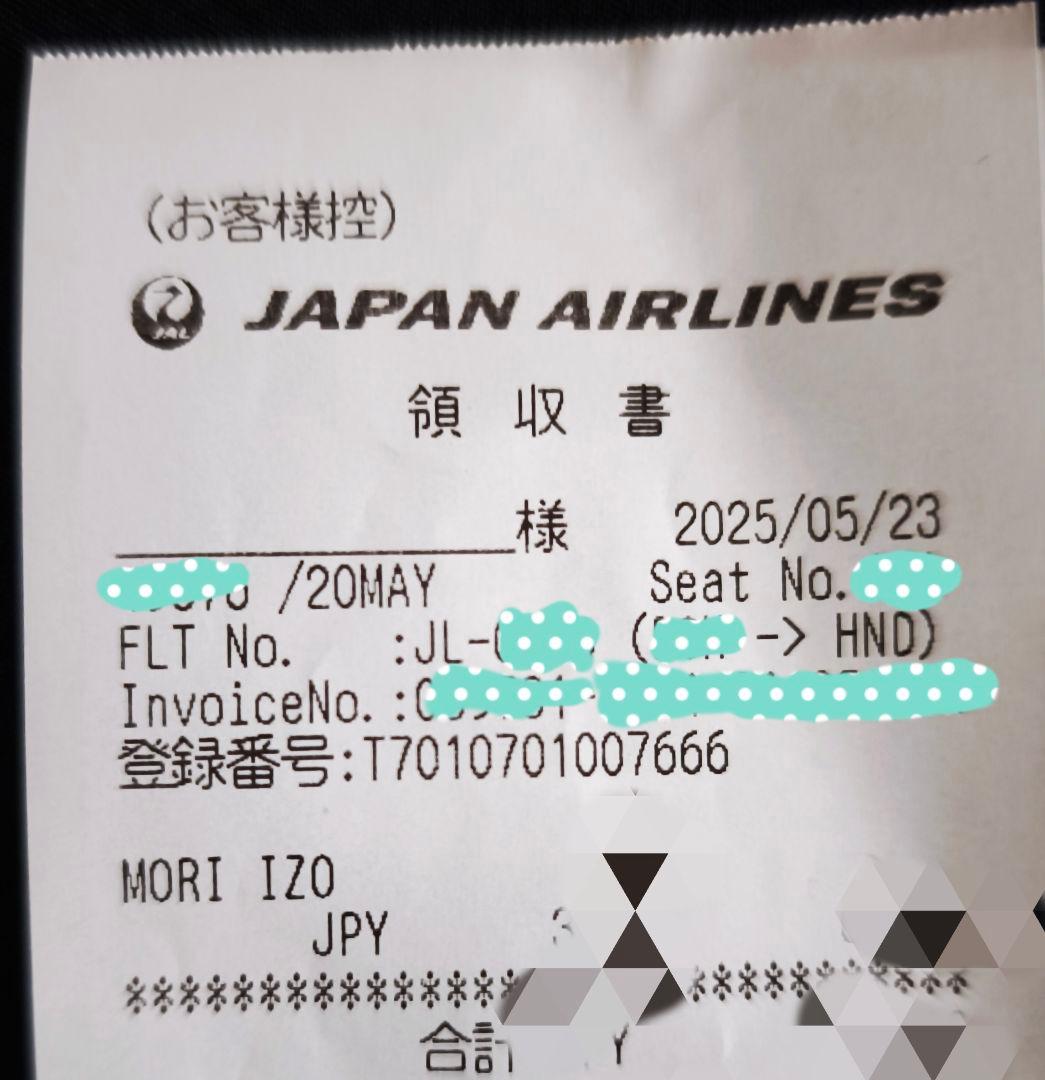 (お客様控)
JAL JAPAN AIRLINES
領 収 書
様 2025/05/23
/20MAY Seat No.
FLT No. :JL- ( -> HND)
InvoiceNo.:
登録番号:T7010701007666
MORI IZO
JPY
****************
合計